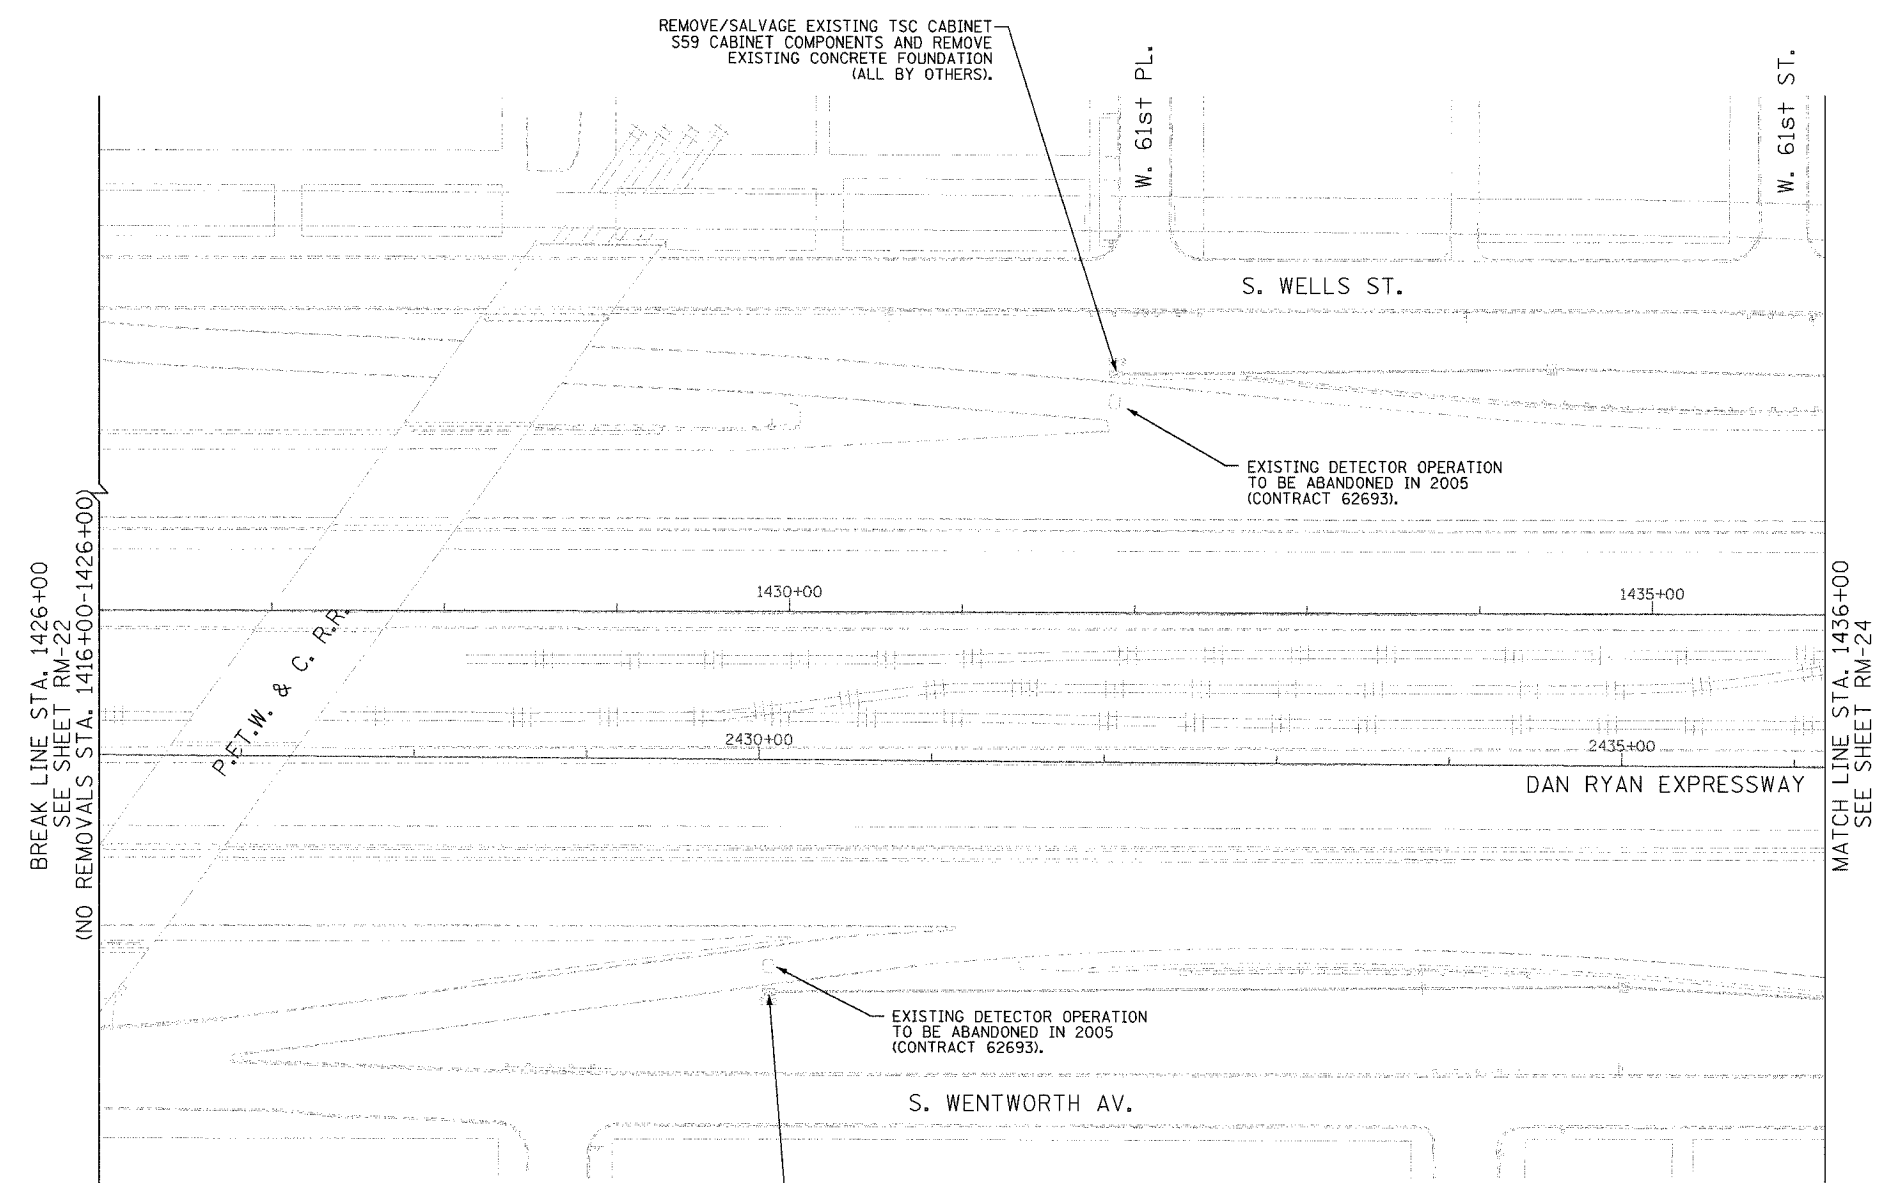 REMOVE/SALVAGE EXISTING TSC CABINET
S59 CABINET COMPONENTS AND REMOVE
EXISTING CONCRETE FOUNDATION
(ALL BY OTHERS).
W. 61st PL.
W. 61st ST.
S. WELLS ST.
EXISTING DETECTOR OPERATION
TO BE ABANDONED IN 2005
(CONTRACT 62693).
BREAK LINE STA. 1426+00
SEE SHEET RM-22
(NO REMOVALS STA. 1416+00-1426+00)
1430+00
1435+00
P.FT.W. & C. R.R.
2430+00
2435+00
DAN RYAN EXPRESSWAY
MATCH LINE STA. 1436+00
SEE SHEET RM-24
EXISTING DETECTOR OPERATION
TO BE ABANDONED IN 2005
(CONTRACT 62693).
S. WENTWORTH AV.